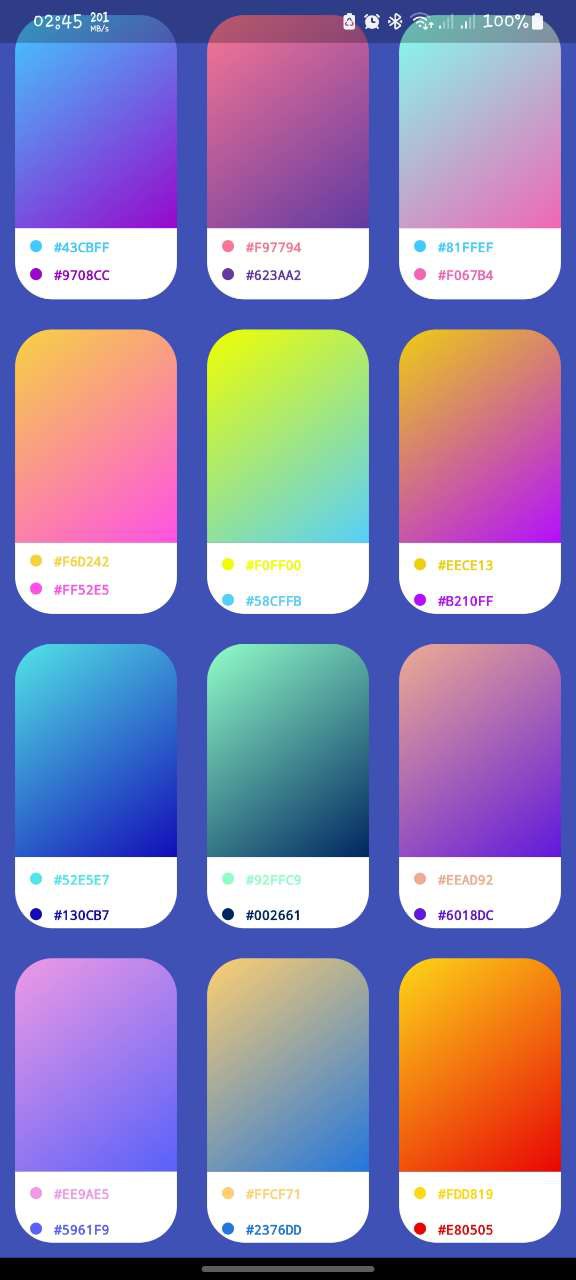 02:45 201 MB/s 100%
#43CBFF #F97794 #81FFEF
#9708CC #623AA2 #F067B4
#F6D242 #F0FF00 #EECE13
#FF52E5 #58CFFB #B210FF
#52E5E7 #92FFC9 #EEAD92
#130CB7 #002661 #6018DC
#EE9AE5 #FFCF71 #FDD819
#5961F9 #2376DD #E80505